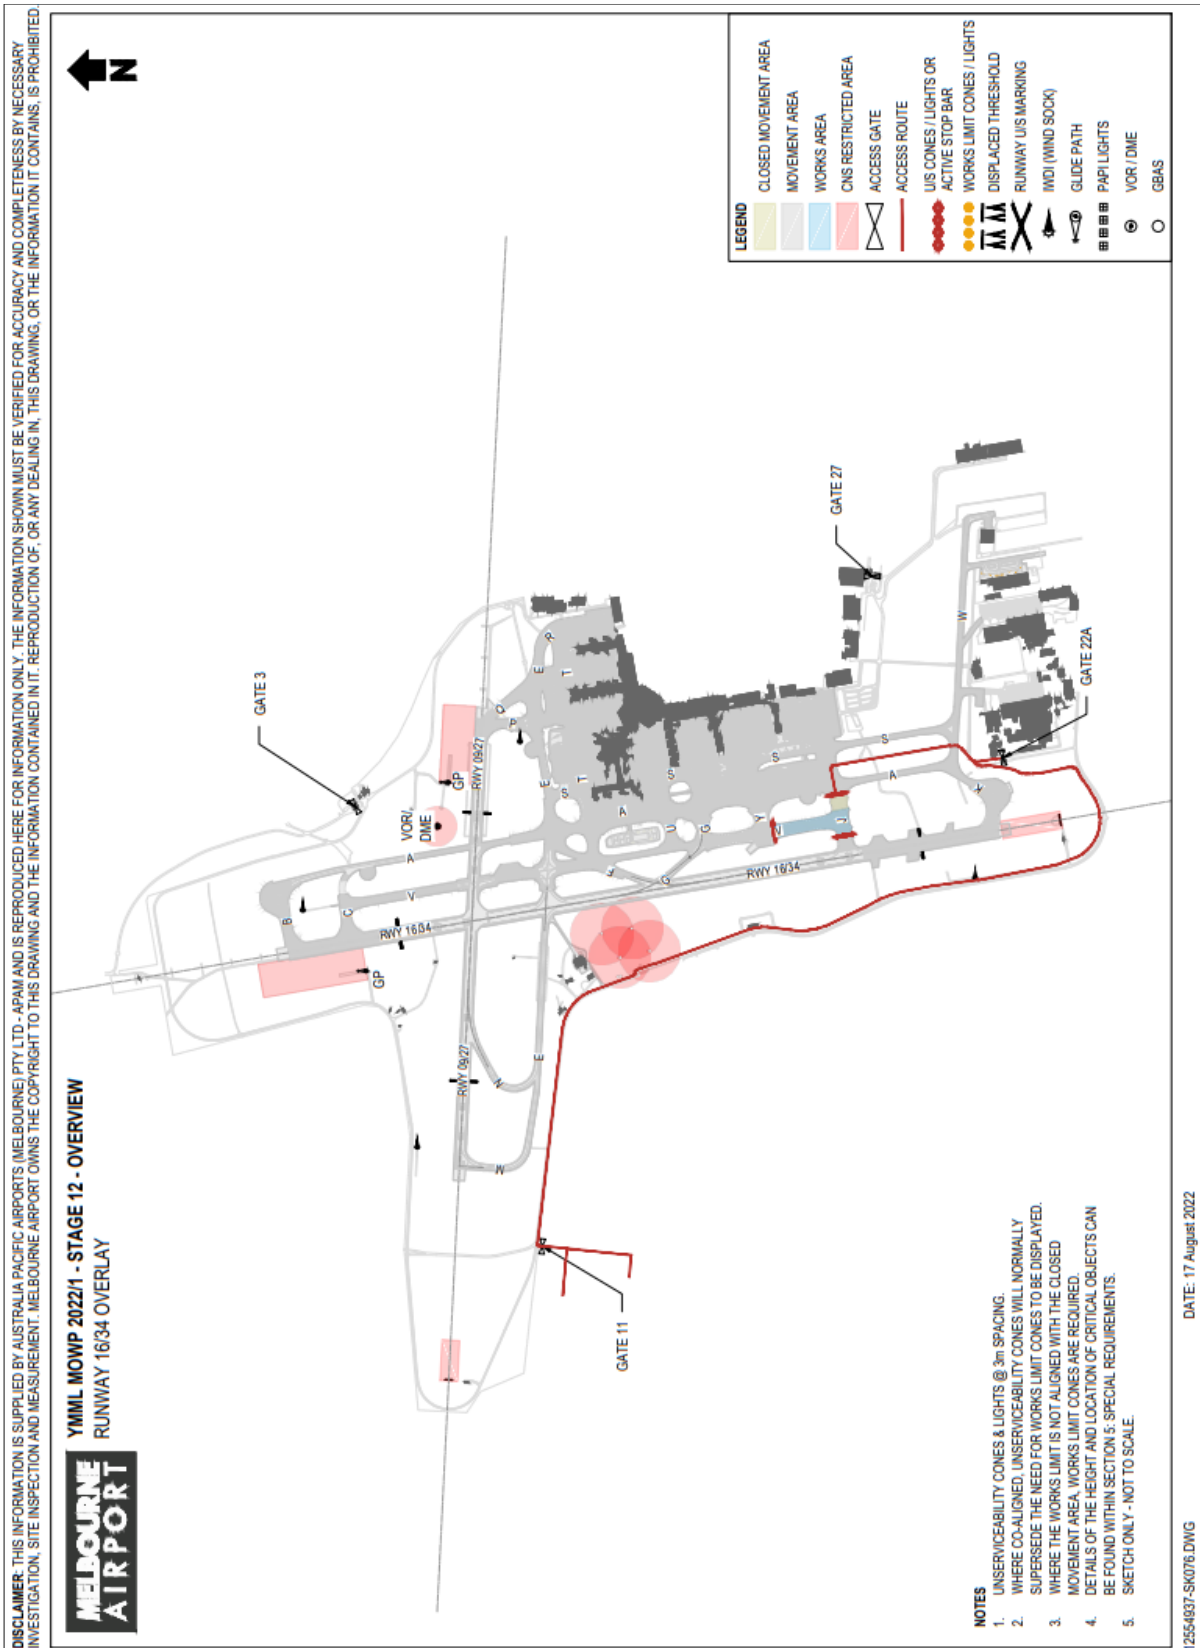 DISCLAIMER: THIS INFORMATION IS SUPPLIED BY AUSTRALIA PACIFIC AIRPORTS (MELBOURNE) PTY LTD - APAM AND IS REPRODUCED HERE FOR INFORMATION ONLY. THE INFORMATION SHOWN MUST BE VERIFIED FOR ACCURACY AND COMPLETENESS BY NECESSARY
INVESTIGATION, SITE INSPECTION AND MEASUREMENT. MELBOURNE AIRPORT OWNS THE COPYRIGHT TO THIS DRAWING AND THE INFORMATION CONTAINED IN IT. REPRODUCTION OF, OR ANY DEALING IN, THIS DRAWING, OR THE INFORMATION IT CONTAINS, IS PROHIBITED.
MELBOURNE
AIRPORT
YMML MOWP 2022/1 - STAGE 12 - OVERVIEW
RUNWAY 16/34 OVERLAY
N
GATE 3
GP
B
C
A
V
RWY 16/34
VOR/
DME
GP
RWY 09/27
RWY 09/27
Q
P
E
R
T
E
S
T
M
N
E
A
S
F
G
U
G
Y
S
RWY 16/34
V
J
A
S
K
W
GATE 11
GATE 27
GATE 22A
LEGEND
CLOSED MOVEMENT AREA
MOVEMENT AREA
WORKS AREA
CNS RESTRICTED AREA
ACCESS GATE
ACCESS ROUTE
U/S CONES / LIGHTS OR
ACTIVE STOP BAR
WORKS LIMIT CONES / LIGHTS
DISPLACED THRESHOLD
RUNWAY U/S MARKING
IWDI (WIND SOCK)
GLIDE PATH
PAPI LIGHTS
VOR / DME
GBAS
NOTES
1. UNSERVICEABILITY CONES & LIGHTS @ 3m SPACING.
2. WHERE CO-ALIGNED, UNSERVICEABILITY CONES WILL NORMALLY
SUPERSEDE THE NEED FOR WORKS LIMIT CONES TO BE DISPLAYED.
3. WHERE THE WORKS LIMIT IS NOT ALIGNED WITH THE CLOSED
MOVEMENT AREA, WORKS LIMIT CONES ARE REQUIRED.
4. DETAILS OF THE HEIGHT AND LOCATION OF CRITICAL OBJECTS CAN
BE FOUND WITHIN SECTION 5: SPECIAL REQUIREMENTS.
5. SKETCH ONLY - NOT TO SCALE.
2554937-SK076.DWG
DATE: 17 August 2022